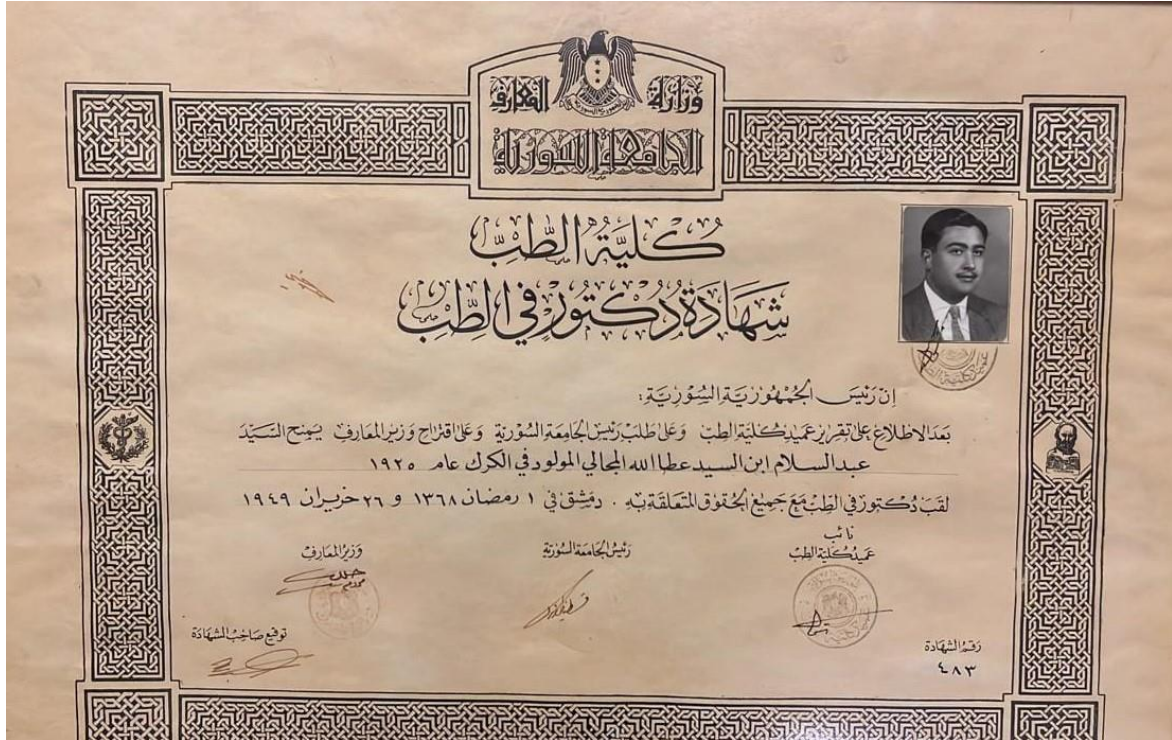 وزارة المعارف
الجامعة السورية
كلية الطب
شهادة دكتور في الطب
إن رئيس الجمهورية السورية:
بعد الاطلاع على تقرير عميد كلية الطب وعلى طلب رئيس الجامعة السورية وعلى اقتراح وزير المعارف يمنح السيد
عبد السلام ابن السيد عطا الله المجالي المولود في الكرك عام ١٩٢٥
لقب دكتور في الطب مع جميع الحقوق المتعلقة به . دمشق في ١ رمضان ١٣٦٨ و ٢٦ حزيران ١٩٤٩
نائب
عميد كلية الطب
رئيس الجامعة السورية
وزير المعارف
توقيع صاحب الشهادة
رقم الشهادة
٤٨٣